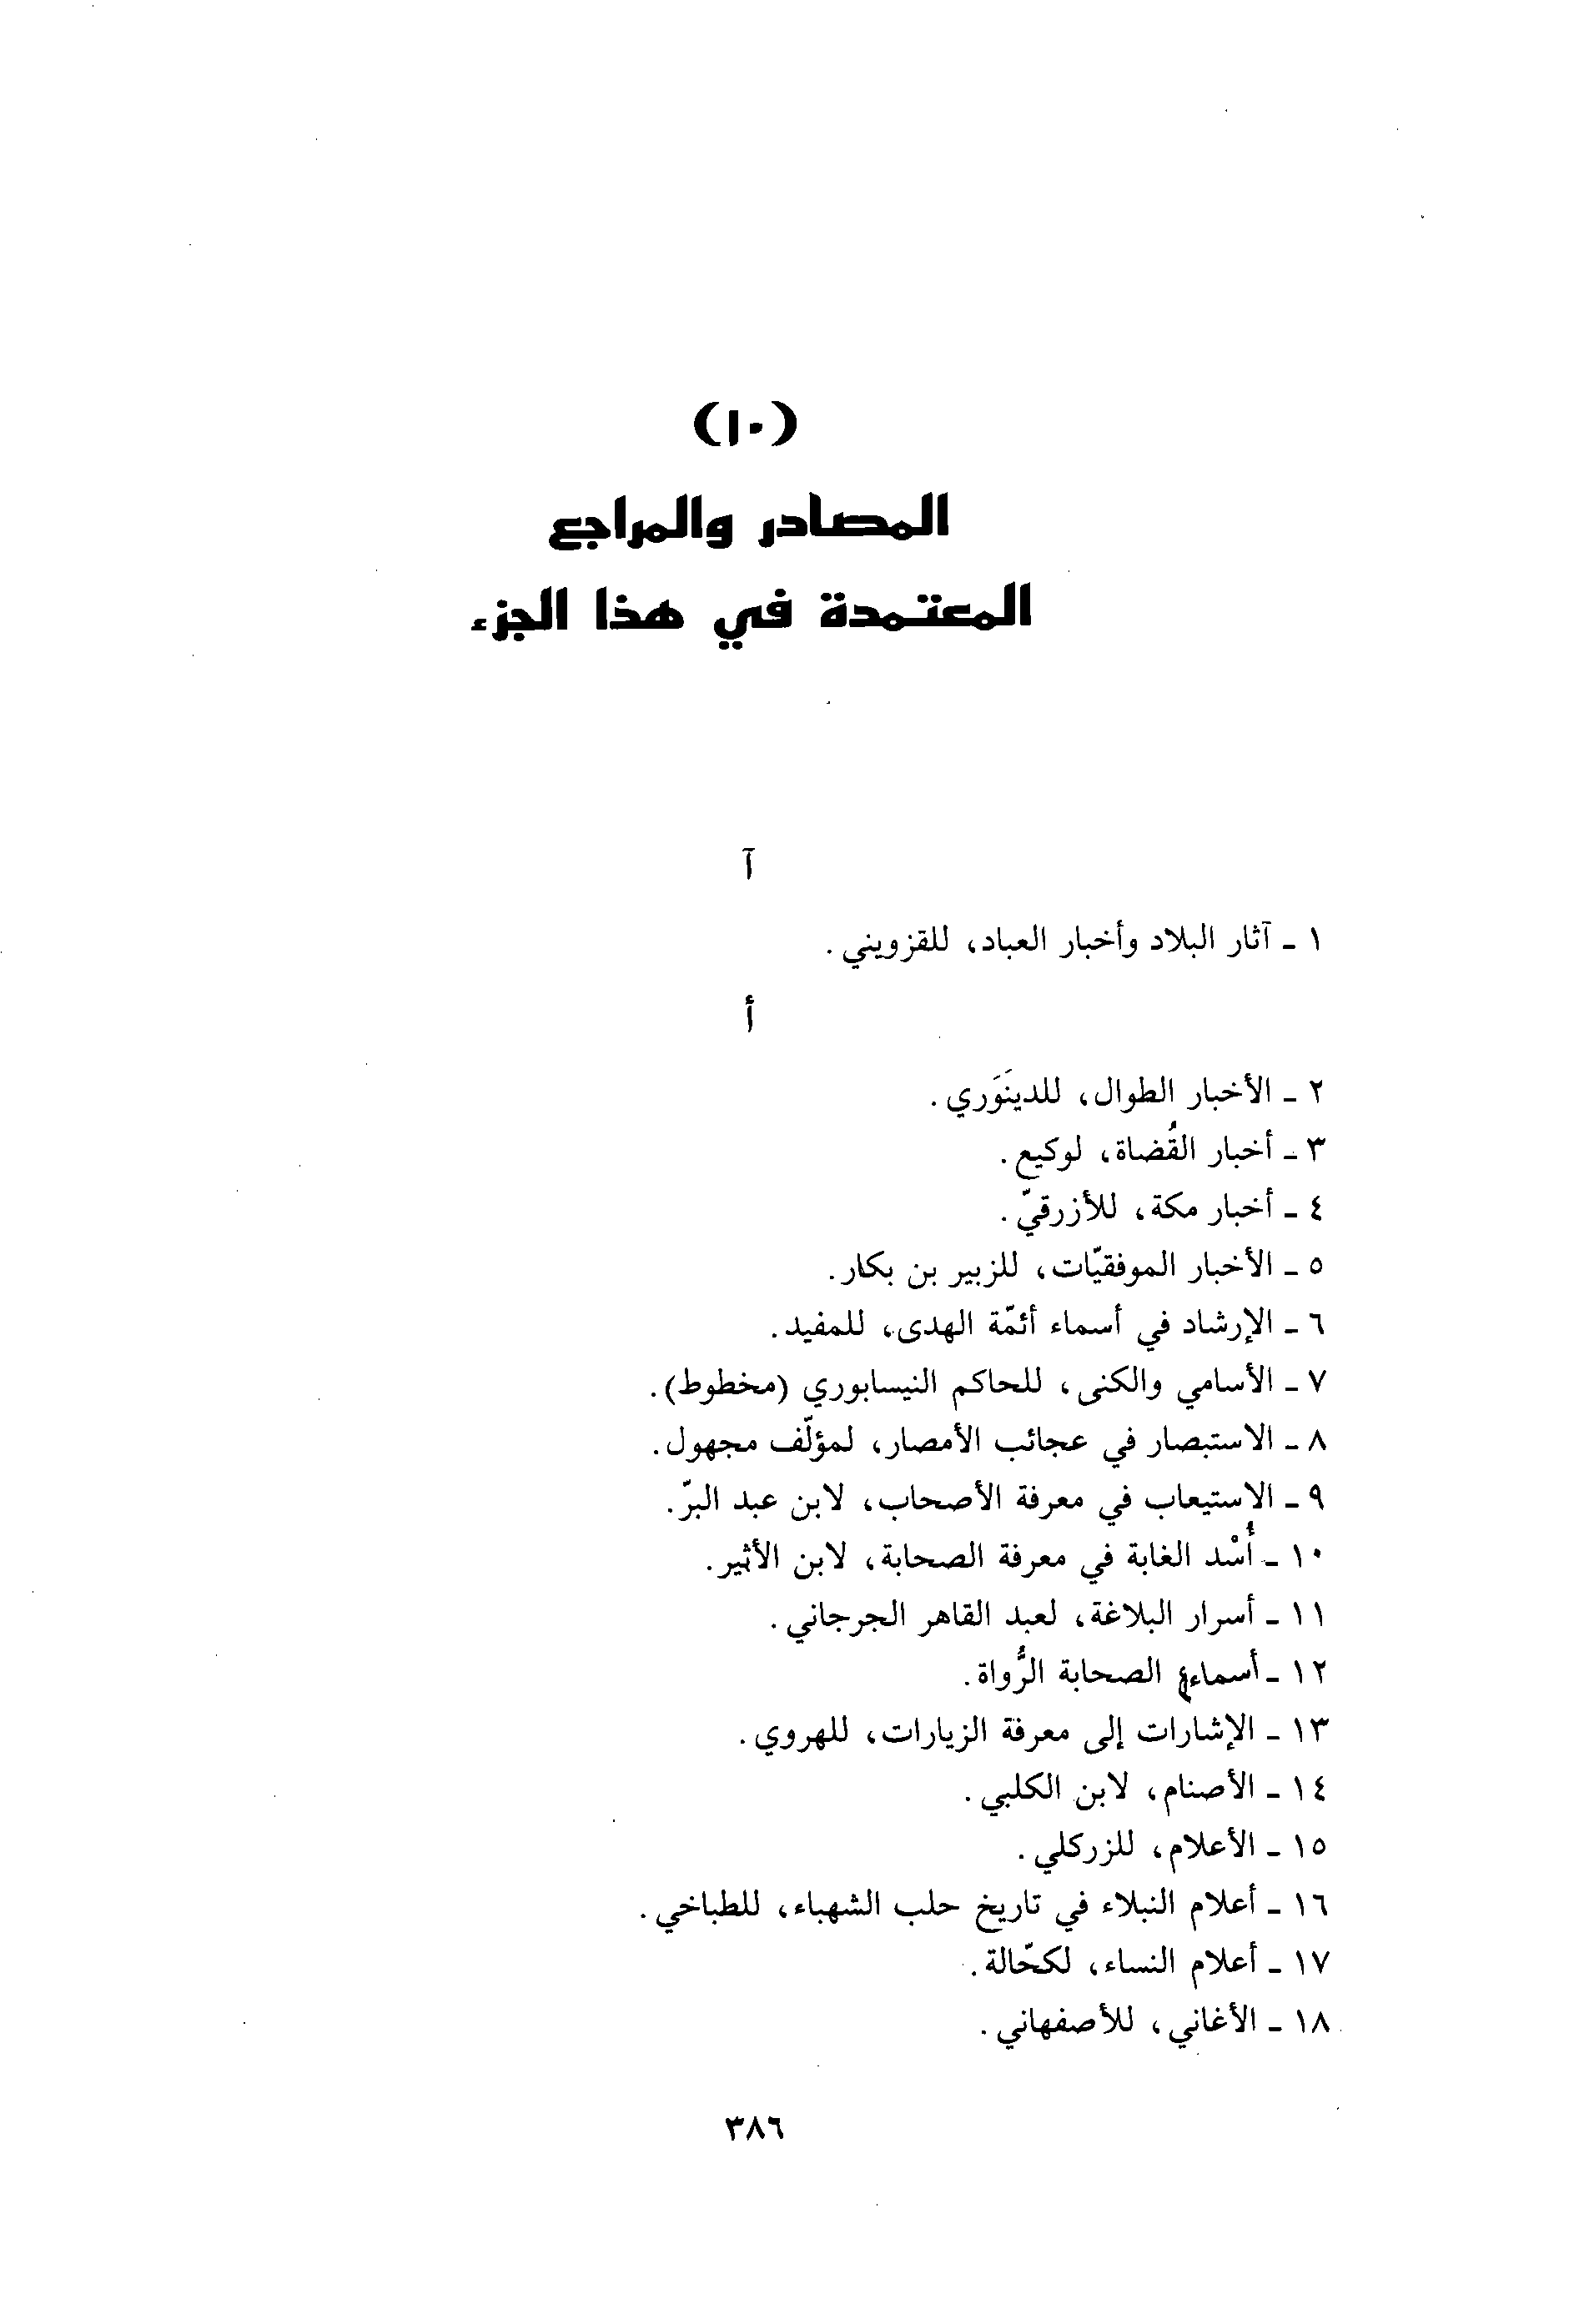 (١٠)
المصادر والمراجع
المعتمدة في هذا الجزء
آ
١ - آثار البلاد وأخبار العباد، للقزويني.
أ
٢ - الأخبار الطوال، للدينَوَري.
٣ - أخبار القُضاة، لوكيع.
٤ - أخبار مكة، للأزرقيّ.
٥ - الأخبار الموفقيّات، للزبير بن بكار.
٦ - الإرشاد في أسماء أئمّة الهدى، للمفيد.
٧ - الأسامي والكنى، للحاكم النيسابوري (مخطوط).
٨ - الاستبصار في عجائب الأمصار، لمؤلّف مجهول.
٩ - الاستيعاب في معرفة الأصحاب، لابن عبد البرّ.
١٠ - أُسْد الغابة في معرفة الصحابة، لابن الأثير.
١١ - أسرار البلاغة، لعبد القاهر الجرجاني.
١٢ - أسماء الصحابة الرُّواة.
١٣ - الإشارات إلى معرفة الزيارات، للهروي.
١٤ - الأصنام، لابن الكلبي.
١٥ - الأعلام، للزركلي.
١٦ - أعلام النبلاء في تاريخ حلب الشهباء، للطباخي.
١٧ - أعلام النساء، لكحّالة.
١٨ - الأغاني، للأصفهاني.
٣٨٦